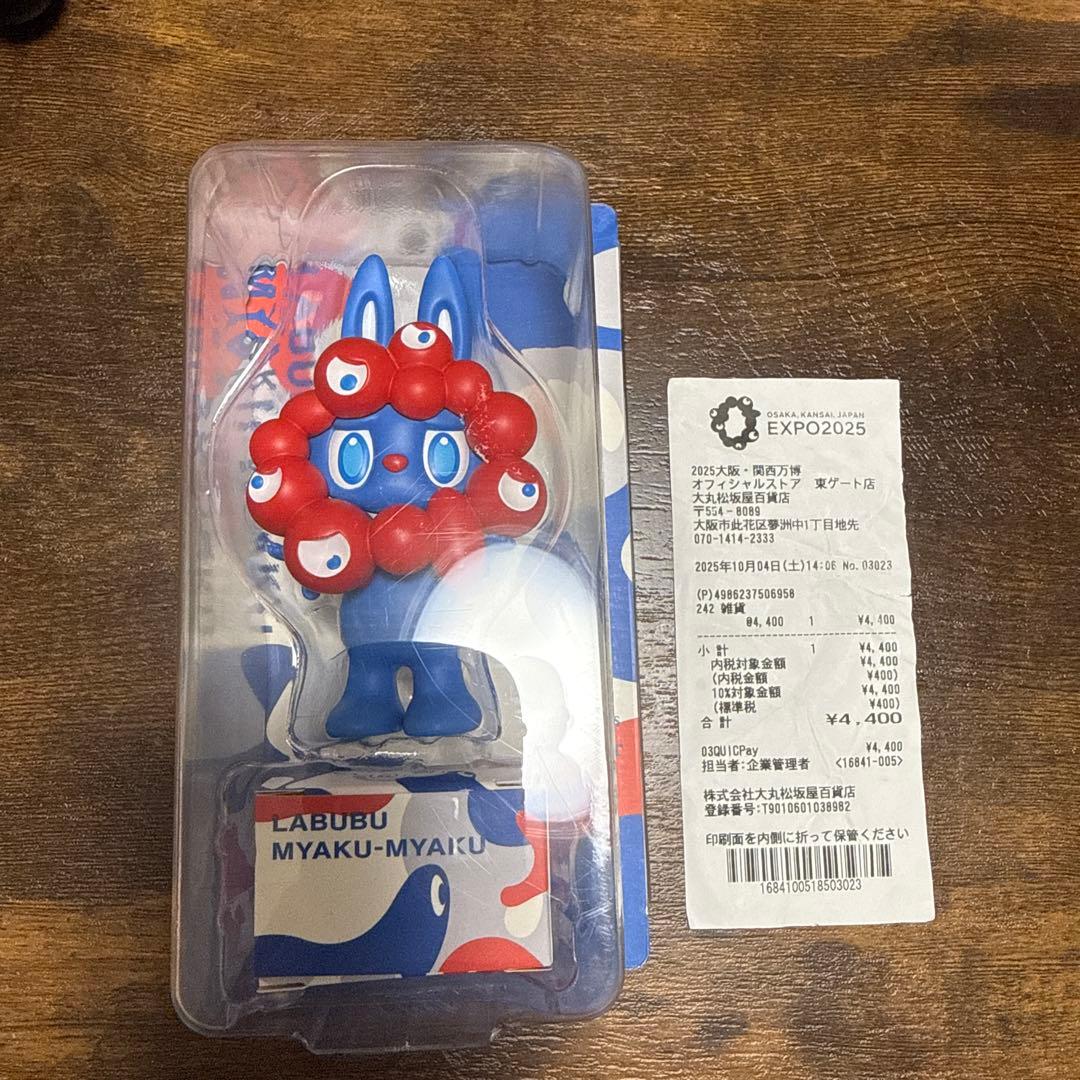 LABUBU
MYAKU-MYAKU
OSAKA, KANSAI, JAPAN
EXPO2025
2025大阪・関西万博
オフィシャルストア 東ゲート店
大丸松坂屋百貨店
〒554-8089
大阪市此花区夢洲中1丁目地先
070-1414-2333
2025年10月04日(土)14:06 No.03023
(P)4986237506958
242 雑貨
@4,400 1 ¥4,400
小 計 1 ¥4,400
内税対象金額 ¥4,400
(内税金額 ¥400)
10%対象金額 ¥4,400
(標準税 ¥400)
合 計 ¥4,400
03QUICPay ¥4,400
担当者:企業管理者 <16841-005>
株式会社大丸松坂屋百貨店
登録番号:T9010601038982
印刷面を内側に折って保管ください
1684100518503023